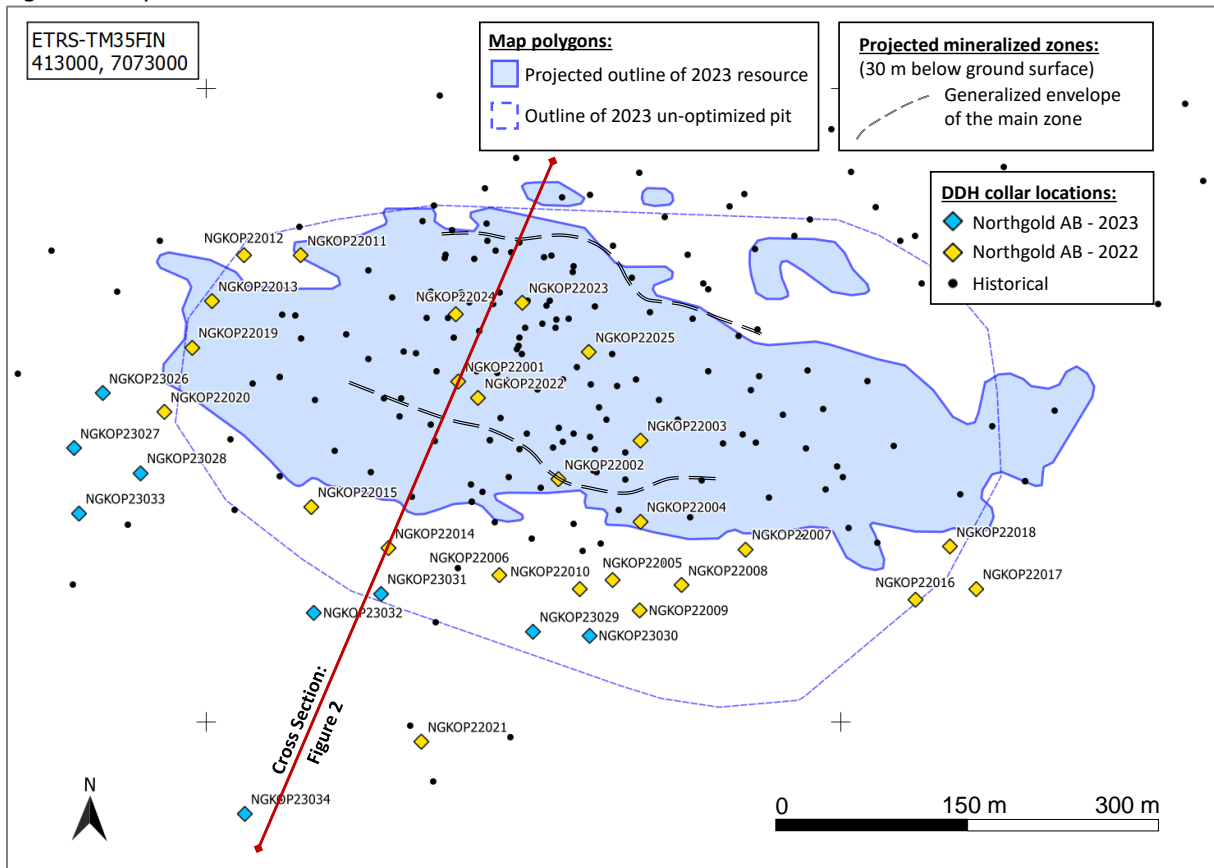 ETRS-TM35FIN
413000, 7073000
Map polygons:
Projected outline of 2023 resource
Outline of 2023 un-optimized pit
Projected mineralized zones:
(30 m below ground surface)
Generalized envelope
of the main zone
DDH collar locations:
Northgold AB - 2023
Northgold AB - 2022
Historical
NGKOP22012
NGKOP22011
NGKOP22013
NGKOP22024
NGKOP22023
NGKOP22019
NGKOP22025
NGKOP22001
NGKOP23026
NGKOP22022
NGKOP22020
NGKOP23027
NGKOP22003
NGKOP23028
NGKOP22002
NGKOP22015
NGKOP23033
NGKOP22004
NGKOP22014
NGKOP22007
NGKOP22018
NGKOP22006
NGKOP22010
NGKOP22005
NGKOP22008
NGKOP22016
NGKOP22017
NGKOP23031
NGKOP23032
NGKOP22009
NGKOP23029
NGKOP23030
Cross Section:
Figure 2
NGKOP22021
NGKOP23034
N
0 150 m 300 m